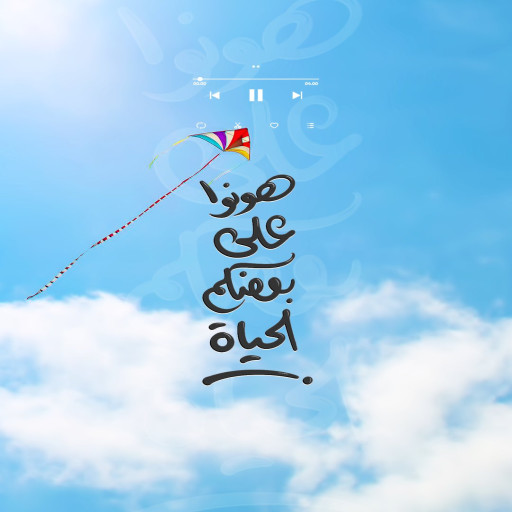 هونوا
على
بعضكم
الحياة